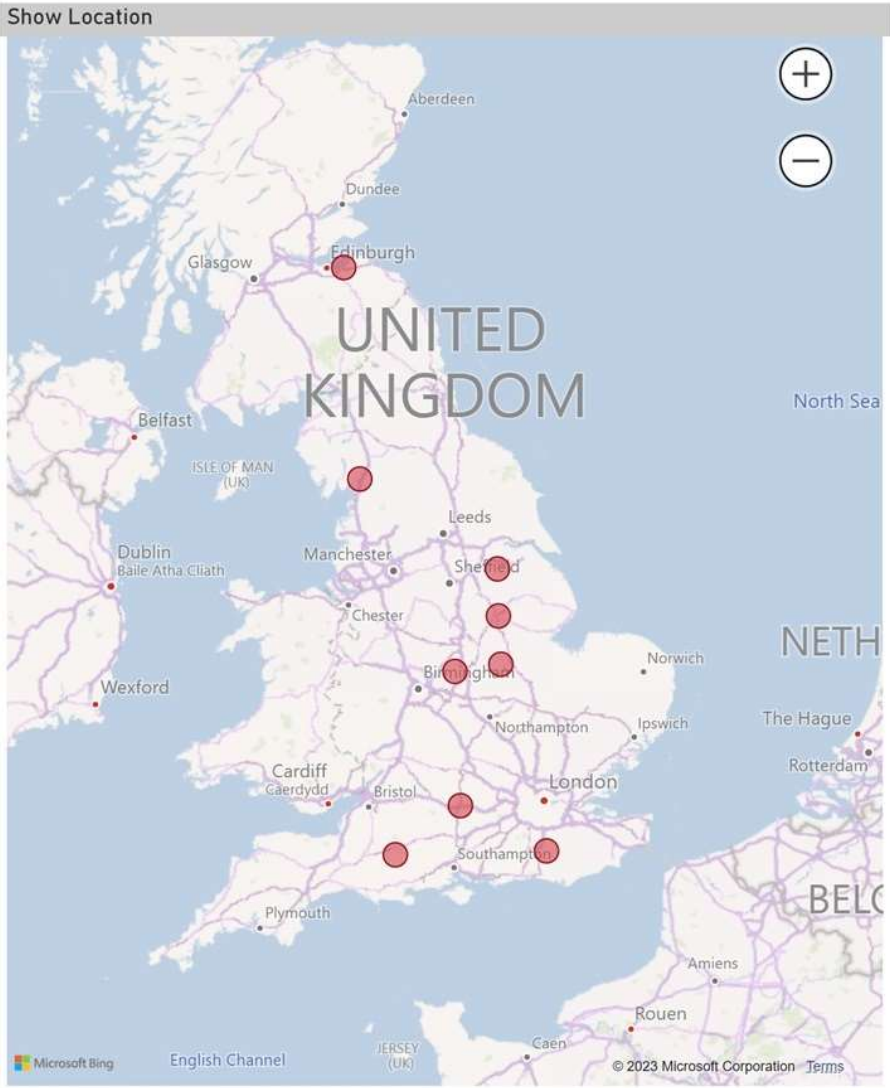 Show Location
Aberdeen
Dundee
Edinburgh
Glasgow
UNITED
KINGDOM
North Sea
Belfast
ISLE OF MAN
(UK)
Leeds
Dublin
Baile Atha Cliath
Manchester
Sheffield
Chester
NETH
Norwich
Birmingham
Wexford
Northampton
Ipswich
The Hague
Rotterdam
Cardiff
Caerdydd
Bristol
London
Southampton
BELG
Plymouth
Amiens
Rouen
Caen
JERSEY
(UK)
English Channel
Microsoft Bing
© 2023 Microsoft Corporation Terms